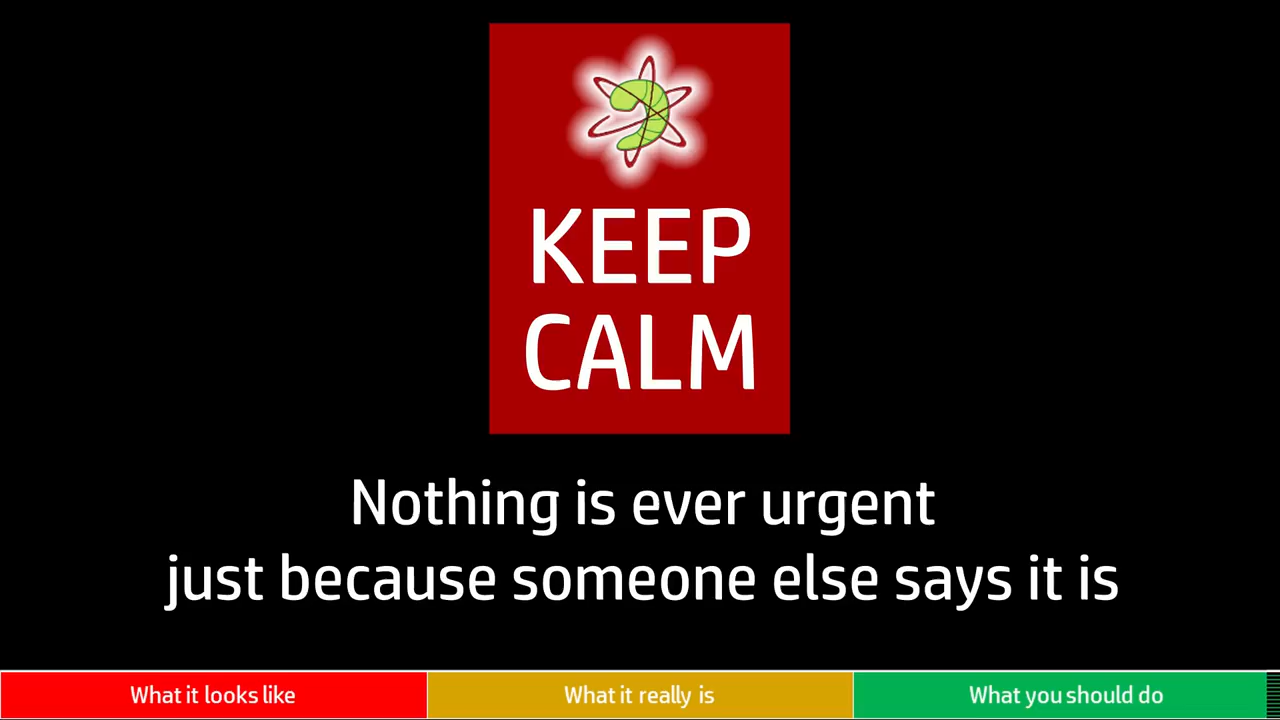 KEEP
CALM
Nothing is ever urgent
just because someone else says it is
What it looks like
What it really is
What you should do